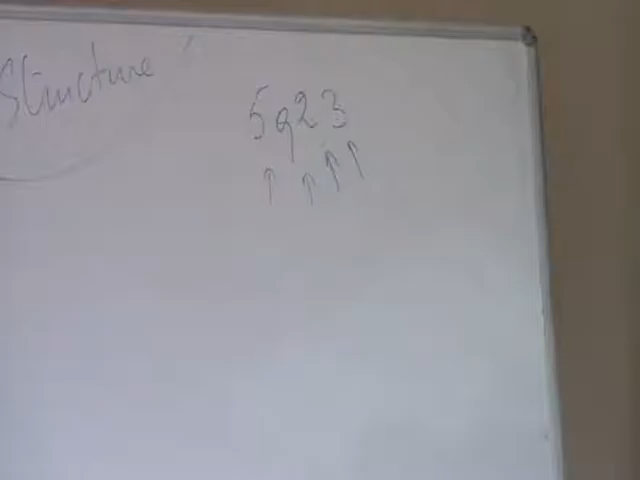 Structure
5q23
↑ ↑ ↑ ↑